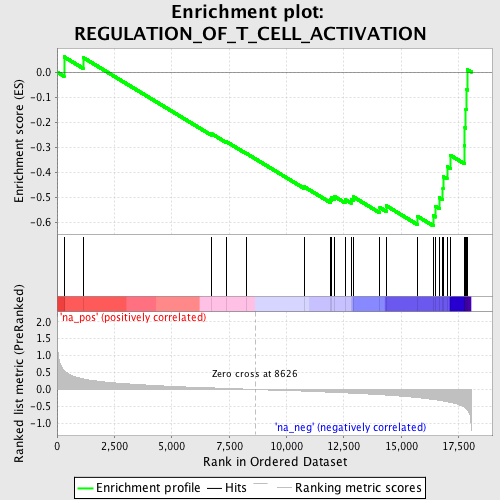 Enrichment plot:
REGULATION_OF_T_CELL_ACTIVATION
Enrichment score (ES)
0.0
-0.1
-0.2
-0.3
-0.4
-0.5
-0.6
'na_pos' (positively correlated)
Ranked list metric (PreRanked)
2.0
1.5
1.0
0.5
0.0
-0.5
-1.0
Zero cross at 8626
'na_neg' (negatively correlated)
0
2,500
5,000
7,500
10,000
12,500
15,000
17,500
Rank in Ordered Dataset
Enrichment profile
Hits
Ranking metric scores